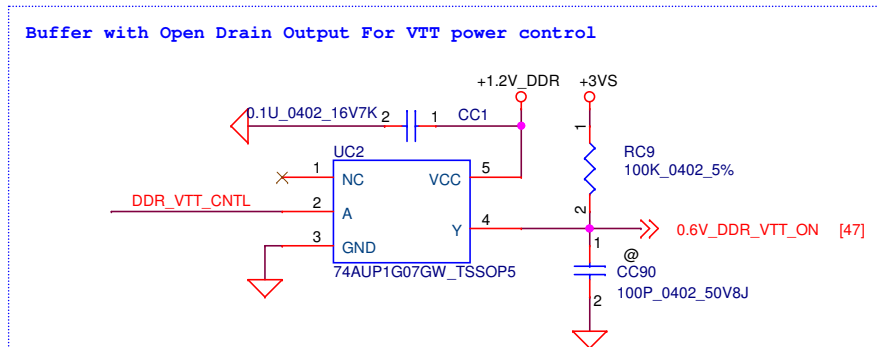 Buffer with Open Drain Output For VTT power control
+1.2V_DDR +3VS
0.1U_0402_16V7K 2 1 CC1
1
UC2
RC9
100K_0402_5%
1 NC VCC 5
DDR_VTT_CNTL 2 A
2
Y 4
0.6V_DDR_VTT_ON [47]
3 GND
1
@
CC90
74AUP1G07GW_TSSOP5
100P_0402_50V8J
2